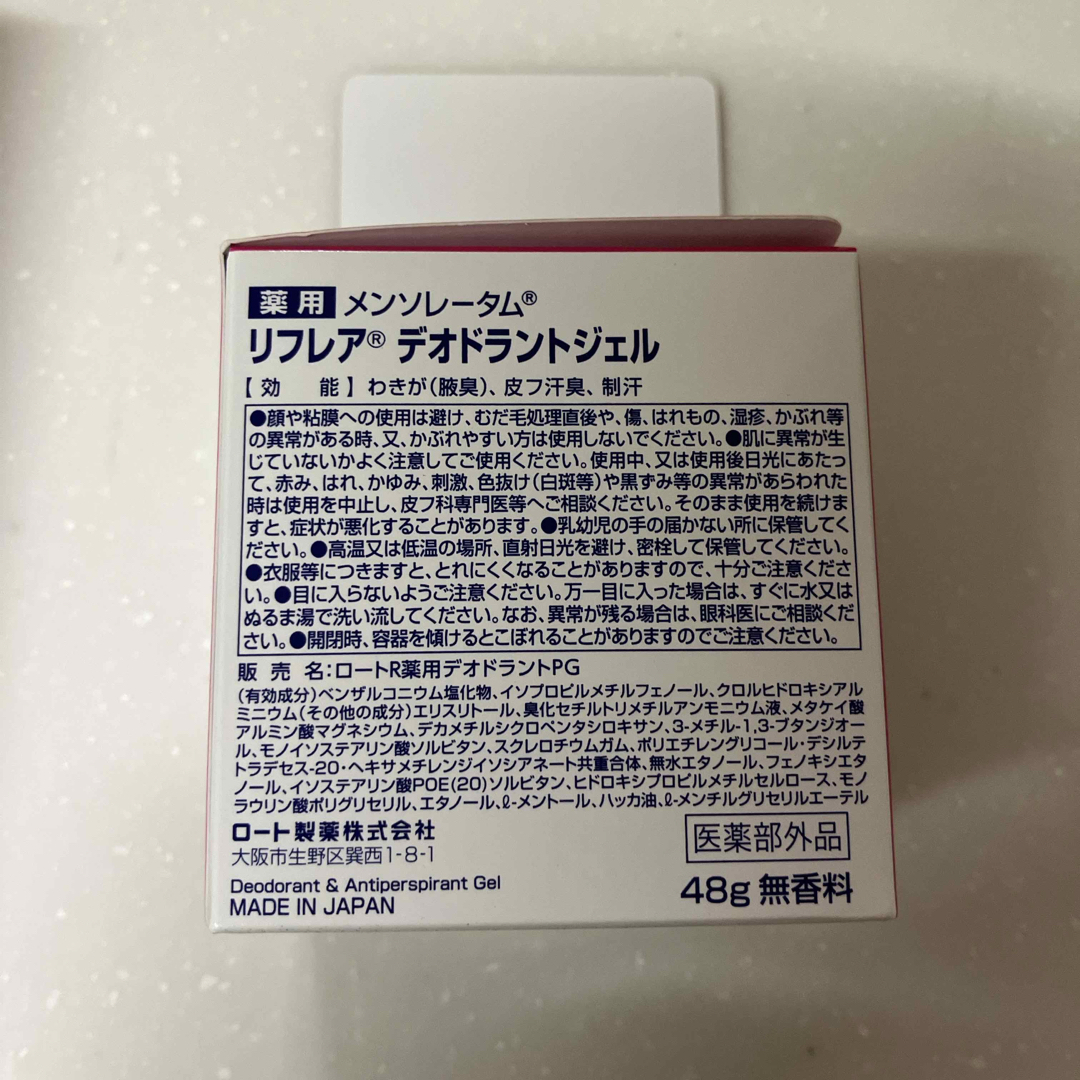 薬用 メンソレータム®
リフレア® デオドラントジェル
【効 能】わきが(腋臭)、皮フ汗臭、制汗
●顔や粘膜への使用は避け、むだ毛処理直後や、傷、はれもの、湿疹、かぶれ等
の異常がある時、又、かぶれやすい方は使用しないでください。●肌に異常が生
じていないかよく注意してご使用ください。使用中、又は使用後日光にあたっ
て、赤み、はれ、かゆみ、刺激、色抜け(白斑等)や黒ずみ等の異常があらわれた
時は使用を中止し、皮フ科専門医等へご相談ください。そのまま使用を続けま
すと、症状が悪化することがあります。●乳幼児の手の届かない所に保管してく
ださい。●高温又は低温の場所、直射日光を避け、密栓して保管してください。
●衣服等につきますと、とれにくくなることがありますので、十分ご注意くださ
い。●目に入らないようご注意ください。万一目に入った場合は、すぐに水又は
ぬるま湯で洗い流してください。なお、異常が残る場合は、眼科医にご相談くだ
さい。●開閉時、容器を傾けるとこぼれることがありますのでご注意ください。
販 売 名:ロートR薬用デオドラントPG
(有効成分)ベンザルコニウム塩化物、イソプロピルメチルフェノール、クロルヒドロキシアル
ミニウム(その他の成分)エリスリトール、臭化セチルトリメチルアンモニウム液、メタケイ酸
アルミン酸マグネシウム、デカメチルシクロペンタシロキサン、3-メチル-1,3-ブタンジオー
ル、モノイソステアリン酸ソルビタン、スクレロチウムガム、ポリエチレングリコール・デシルテ
トラデセス-20・ヘキサメチレンジイソシアネート共重合体、無水エタノール、フェノキシエタ
ノール、イソステアリン酸POE(20)ソルビタン、ヒドロキシプロピルメチルセルロース、モノ
ラウリン酸ポリグリセリル、エタノール、ℓ-メントール、ハッカ油、ℓ-メンチルグリセリルエーテル
ロート製薬株式会社
大阪市生野区巽西1-8-1
医薬部外品
Deodorant & Antiperspirant Gel
MADE IN JAPAN
48g 無香料